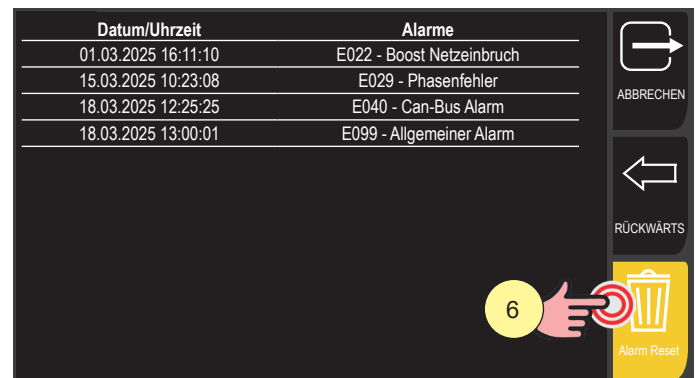 Datum/Uhrzeit Alarme
01.03.2025 16:11:10 E022 - Boost Netzeinbruch
15.03.2025 10:23:08 E029 - Phasenfehler
18.03.2025 12:25:25 E040 - Can-Bus Alarm
18.03.2025 13:00:01 E099 - Allgemeiner Alarm
ABBRECHEN
RÜCKWÄRTS
6
Alarm Reset